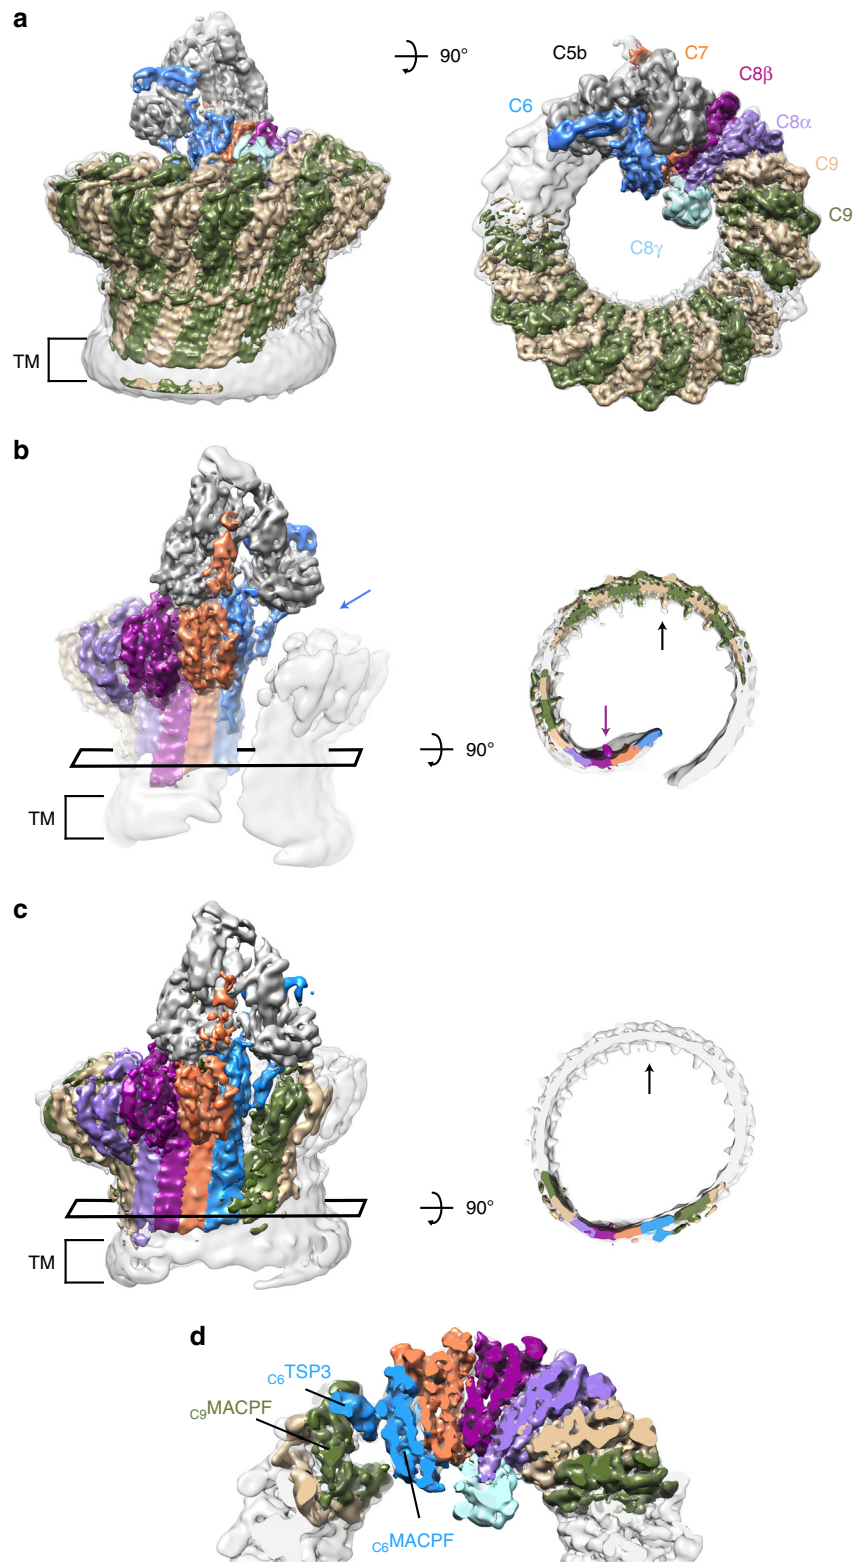 a
90°
C5b
C7
C8β
C6
C8α
C9
C9
C8γ
TM
b
90°
TM
c
90°
TM
d
C6TSP3
C9MACPF
C6MACPF